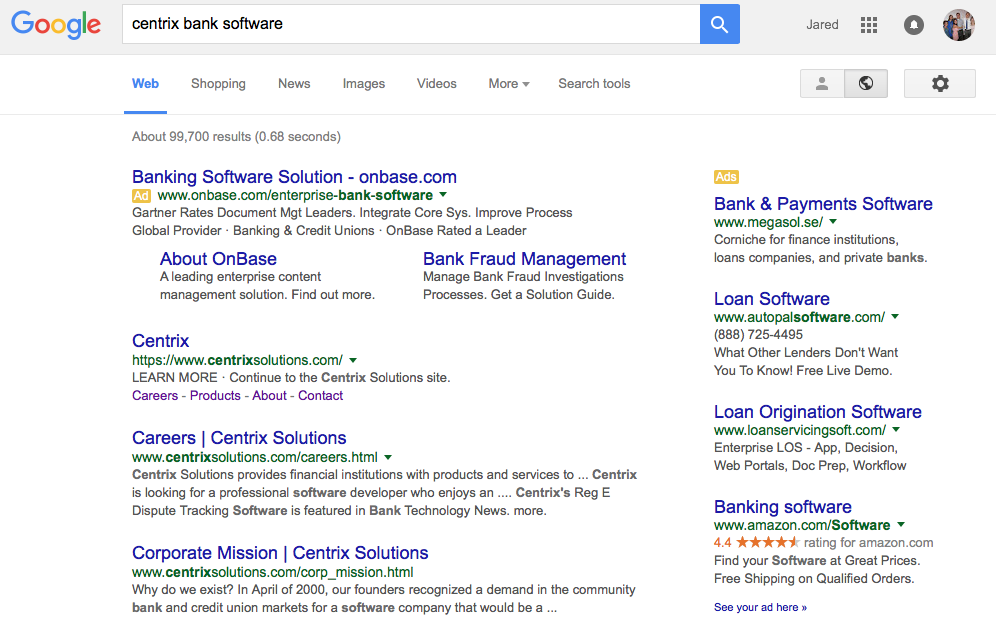 Google
centrix bank software
Jared
Web
Shopping
News
Images
Videos
More
Search tools
About 99,700 results (0.68 seconds)
Banking Software Solution - onbase.com
Ad www.onbase.com/enterprise-bank-software
Gartner Rates Document Mgt Leaders. Integrate Core Sys. Improve Process
Global Provider · Banking & Credit Unions · OnBase Rated a Leader
About OnBase
A leading enterprise content
management solution. Find out more.
Bank Fraud Management
Manage Bank Fraud Investigations
Processes. Get a Solution Guide.
Centrix
https://www.centrixsolutions.com/
LEARN MORE · Continue to the Centrix Solutions site.
Careers - Products - About - Contact
Careers | Centrix Solutions
www.centrixsolutions.com/careers.html
Centrix Solutions provides financial institutions with products and services to ... Centrix
is looking for a professional software developer who enjoys an .... Centrix's Reg E
Dispute Tracking Software is featured in Bank Technology News. more.
Corporate Mission | Centrix Solutions
www.centrixsolutions.com/corp_mission.html
Why do we exist? In April of 2000, our founders recognized a demand in the community
bank and credit union markets for a software company that would be a ...
Ads
Bank & Payments Software
www.megasol.se/
Corniche for finance institutions,
loans companies, and private banks.
Loan Software
www.autopalsoftware.com/
(888) 725-4495
What Other Lenders Don't Want
You To Know! Free Live Demo.
Loan Origination Software
www.loanservicingsoft.com/
Enterprise LOS - App, Decision,
Web Portals, Doc Prep, Workflow
Banking software
www.amazon.com/Software
4.4 rating for amazon.com
Find your Software at Great Prices.
Free Shipping on Qualified Orders.
See your ad here »